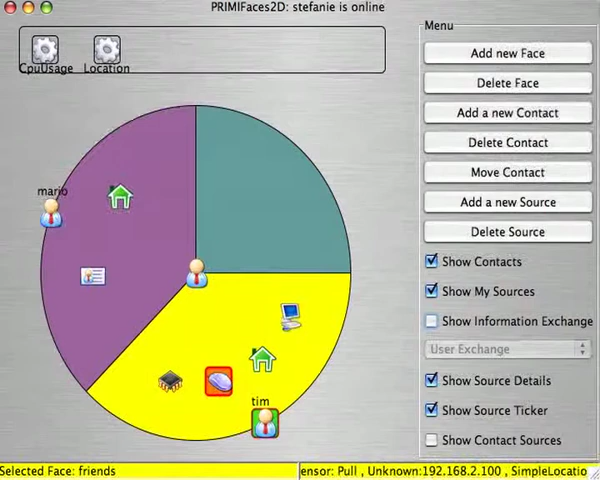 PRIMIFaces2D: stefanie is online
CpuUsage
Location
mario
tim
Menu
Add new Face
Delete Face
Add a new Contact
Delete Contact
Move Contact
Add a new Source
Delete Source
Show Contacts
Show My Sources
Show Information Exchange
User Exchange
Show Source Details
Show Source Ticker
Show Contact Sources
Selected Face: friends
ensor: Pull , Unknown:192.168.2.100 , SimpleLocatio